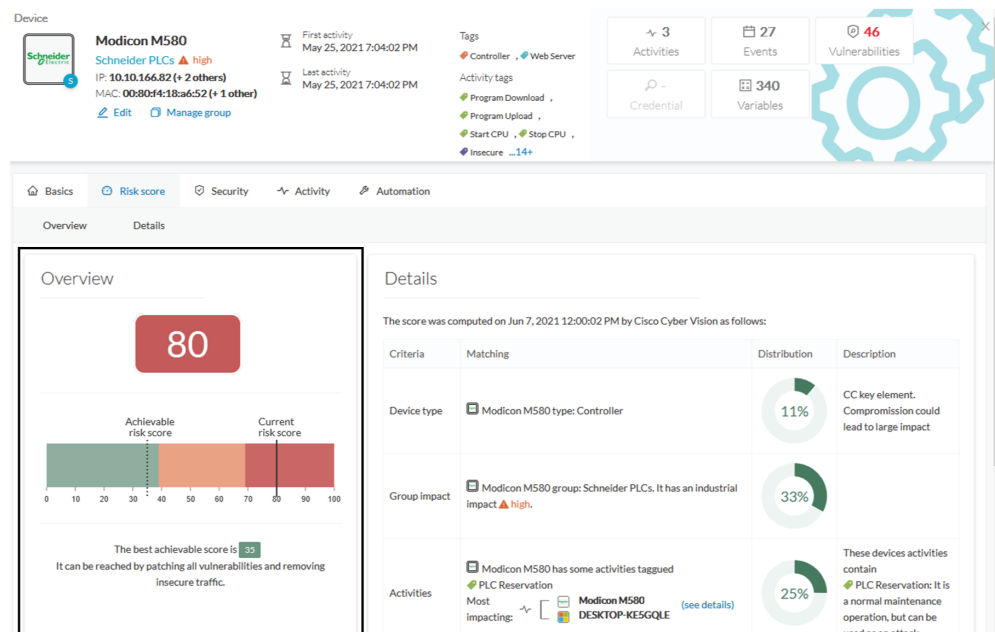 Device
Schneider
Electric
S
Modicon M580
Schneider PLCs high
IP: 10.10.166.82 (+ 2 others)
MAC: 00:80:f4:18:a6:52 (+ 1 other)
Edit Manage group
First activity
May 25, 2021 7:04:02 PM
Last activity
May 25, 2021 7:04:02 PM
Tags
Controller , Web Server
Activity tags
Program Download ,
Program Upload ,
Start CPU , Stop CPU ,
Insecure ...14+
3
Activities
27
Events
46
Vulnerabilities
-
Credential
340
Variables
Basics Risk score Security Activity Automation
Overview Details
Overview
80
Achievable
risk score
Current
risk score
0 10 20 30 40 50 60 70 80 90 100
The best achievable score is 35
It can be reached by patching all vulnerabilities and removing
insecure traffic.
Details
The score was computed on Jun 7, 2021 12:00:02 PM by Cisco Cyber Vision as follows:
Criteria Matching Distribution Description
Device type
Modicon M580 type: Controller
11%
CC key element.
Compromission could
lead to large impact
Group impact
Modicon M580 group: Schneider PLCs. It has an industrial
impact high.
33%
Activities
Modicon M580 has some activities taggued
PLC Reservation
Most
impacting:
Modicon M580
DESKTOP-KE5GQLE
(see details)
25%
These devices activities
contain
PLC Reservation: It is
a normal maintenance
operation, but can be